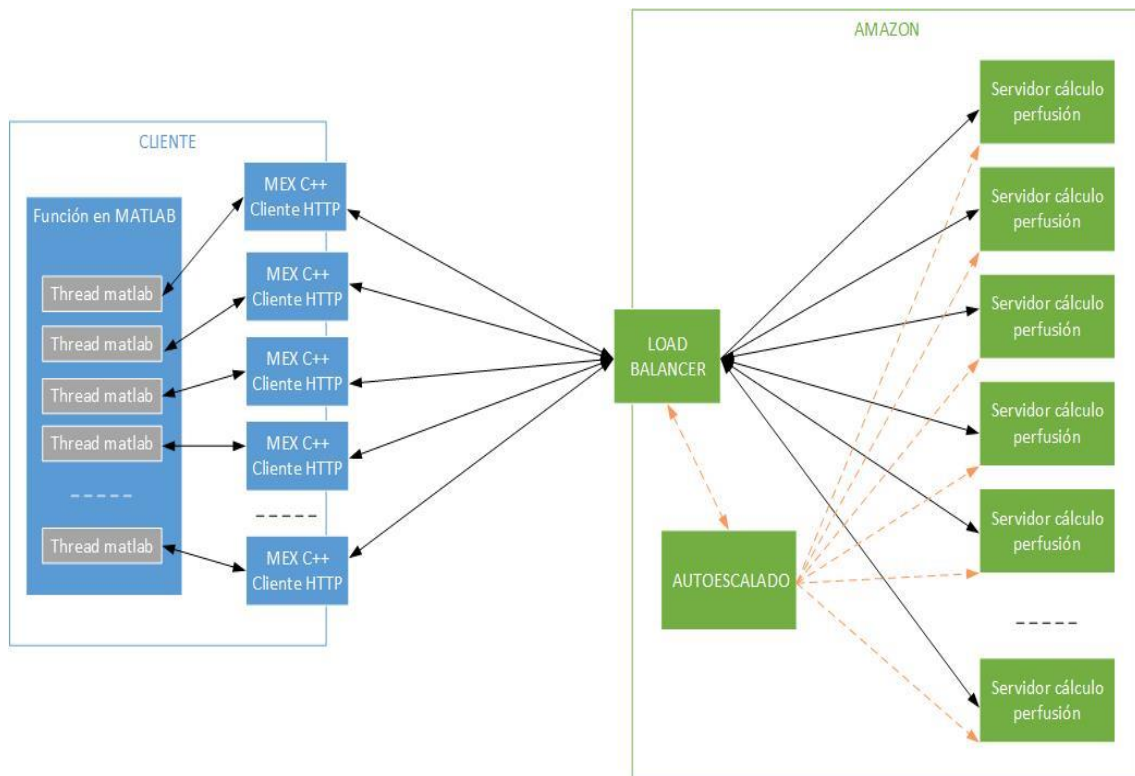 AMAZON
CLIENTE
Función en MATLAB
Thread matlab
Thread matlab
Thread matlab
Thread matlab
Thread matlab
MEX C++
Cliente HTTP
MEX C++
Cliente HTTP
MEX C++
Cliente HTTP
MEX C++
Cliente HTTP
MEX C++
Cliente HTTP
LOAD
BALANCER
AUTOESCALADO
Servidor cálculo
perfusión
Servidor cálculo
perfusión
Servidor cálculo
perfusión
Servidor cálculo
perfusión
Servidor cálculo
perfusión
Servidor cálculo
perfusión